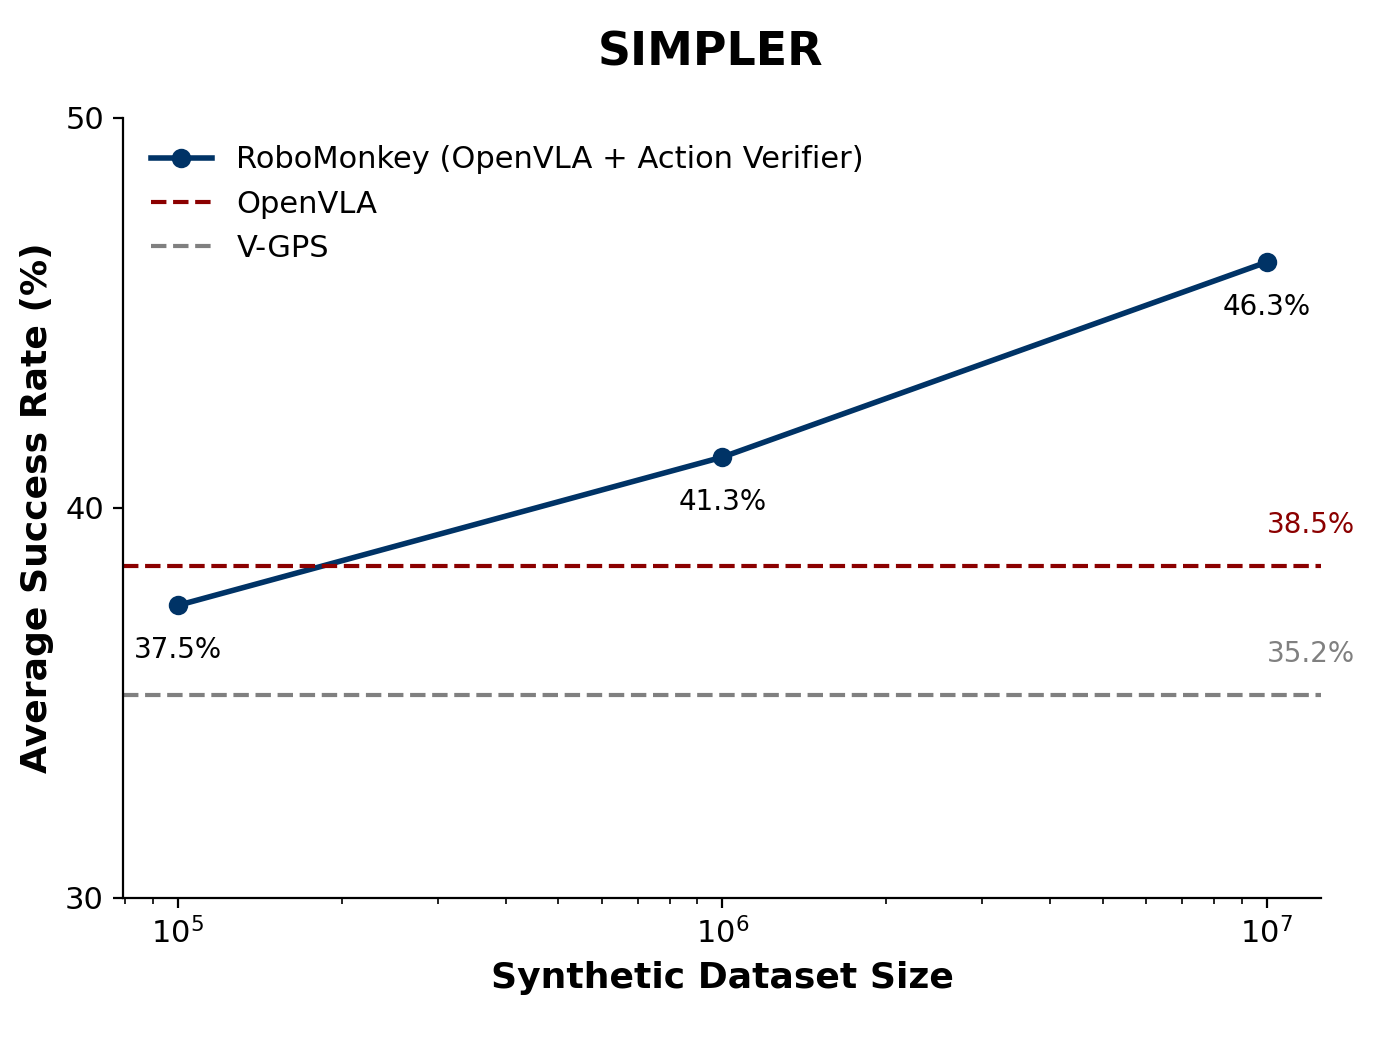 SIMPLER
50
RoboMonkey (OpenVLA + Action Verifier)
OpenVLA
V-GPS
46.3%
41.3%
40
38.5%
37.5%
35.2%
30
10⁵ 10⁶ 10⁷
Synthetic Dataset Size
Average Success Rate (%)